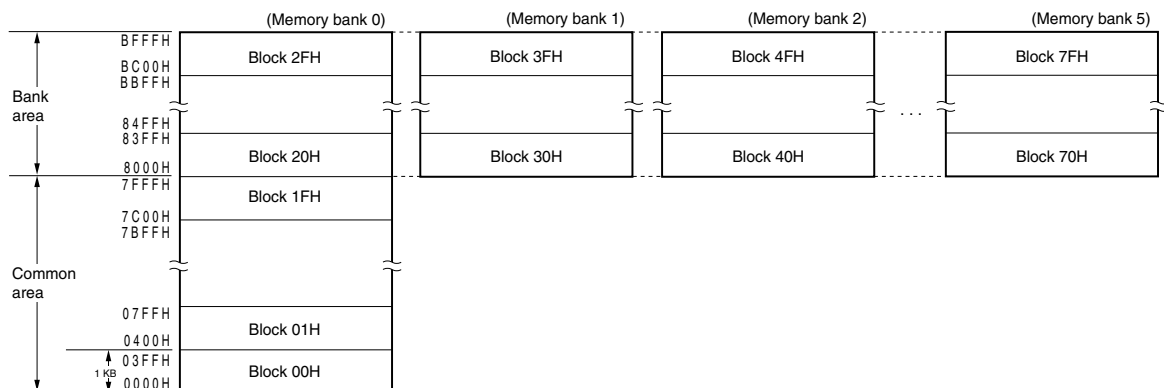 (Memory bank 0) (Memory bank 1) (Memory bank 2) (Memory bank 5)
BFFFH
Block 2FH Block 3FH Block 4FH Block 7FH
BC00H
BBFFH
Bank
area
. . .
84FFH
83FFH
Block 20H Block 30H Block 40H Block 70H
8000H
7FFFH
Block 1FH
7C00H
7BFFH
Common
area
07FFH
Block 01H
0400H
03FFH
1 KB
Block 00H
0000H